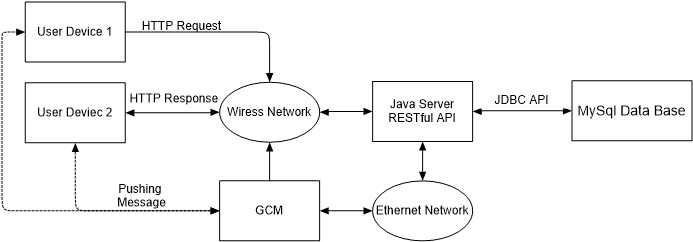 User Device 1
HTTP Request
User Deviec 2
HTTP Response
Wiress Network
Java Server
RESTful API
JDBC API
MySql Data Base
Pushing
Message
GCM
Ethernet Network